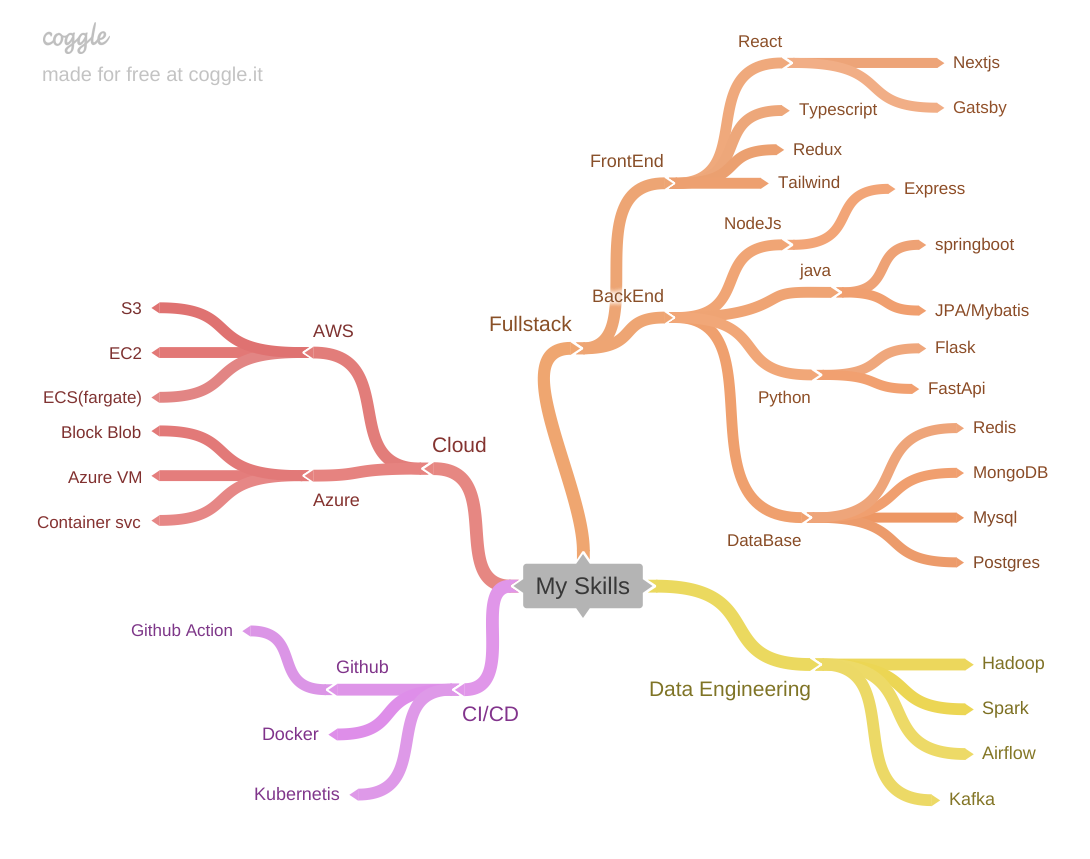 coggle
made for free at coggle.it
My Skills
Fullstack
FrontEnd
React
Nextjs
Gatsby
Typescript
Redux
Tailwind
BackEnd
NodeJs
Express
java
springboot
JPA/Mybatis
Python
Flask
FastApi
DataBase
Redis
MongoDB
Mysql
Postgres
Data Engineering
Hadoop
Spark
Airflow
Kafka
Cloud
AWS
S3
EC2
ECS(fargate)
Azure
Block Blob
Azure VM
Container svc
CI/CD
Github
Github Action
Docker
Kubernetis